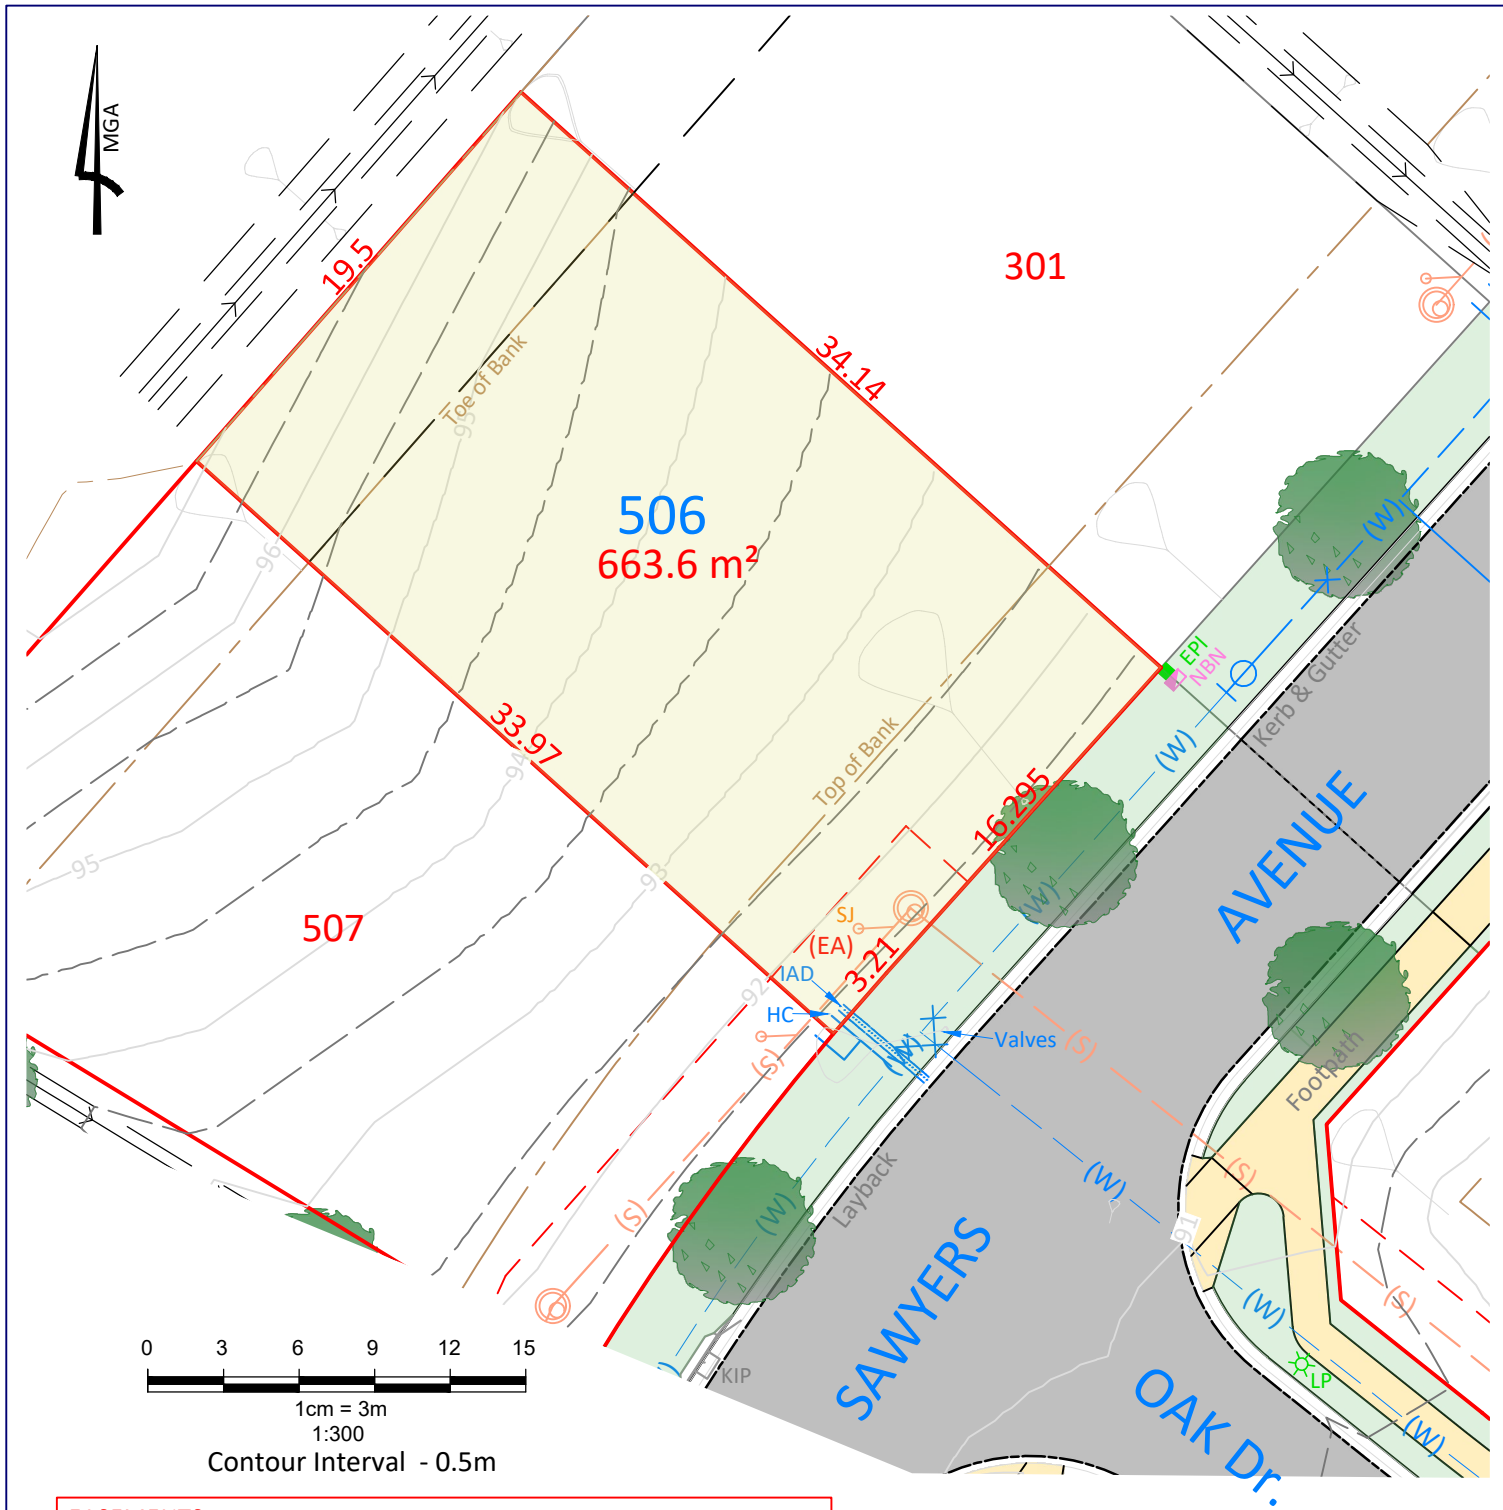 MGA
19.5
301
34.14
Toe of Bank
95
506
663.6 m²
96
(W)
EPI
NBN
Kerb & Gutter
(W)
33.97
94
Top of Bank
16.295
AVENUE
95
93
507
(W)
SJ
(EA)
3.21
IAD
92
HC
(W)
Valves
(S)
(S)
Footpath
Layback
(W)
(S)
(S)
(W)
91
SAWYERS
(W)
(S)
KIP
LP
OAK Dr.
(W)
0 3 6 9 12 15
1cm = 3m
1:300
Contour Interval - 0.5m